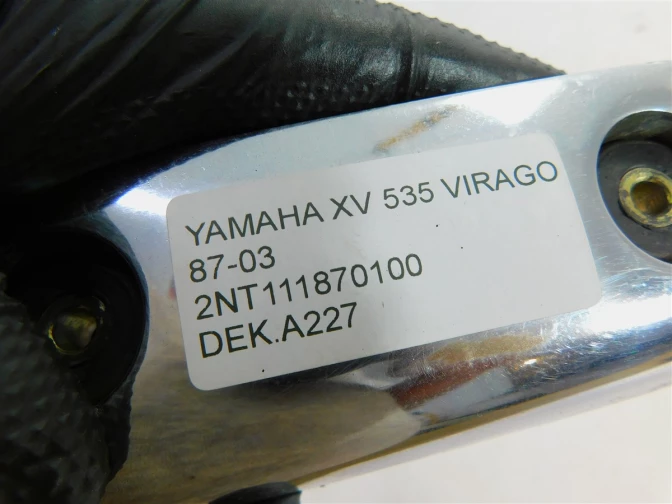 YAMAHA XV 535 VIRAGO
87-03
2NT111870100
DEK.A227